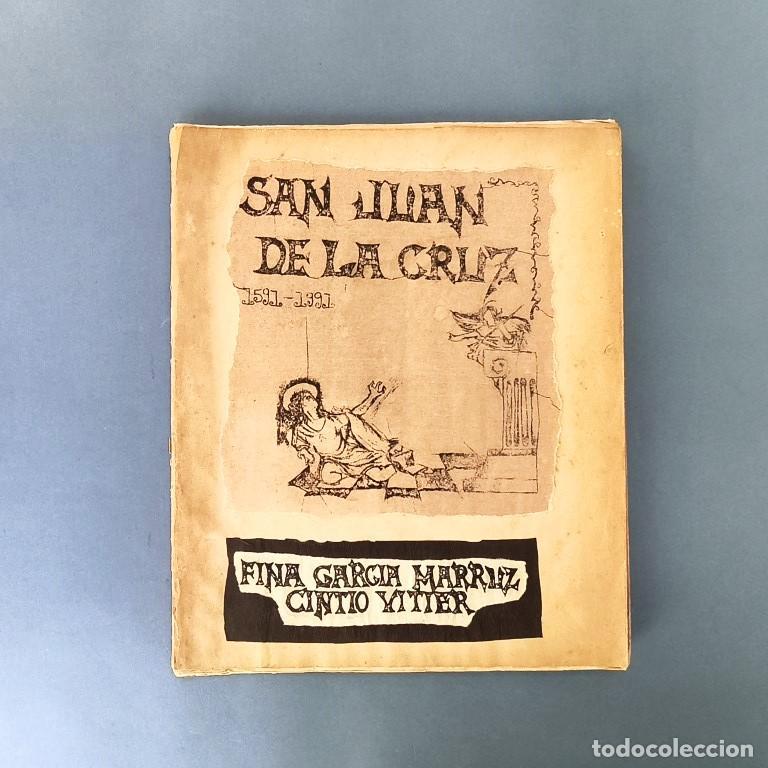 SAN JUAN
DE LA CRUZ
1591-1991
FINA GARCIA MARRUZ
CINTIO VITIER
todocoleccion